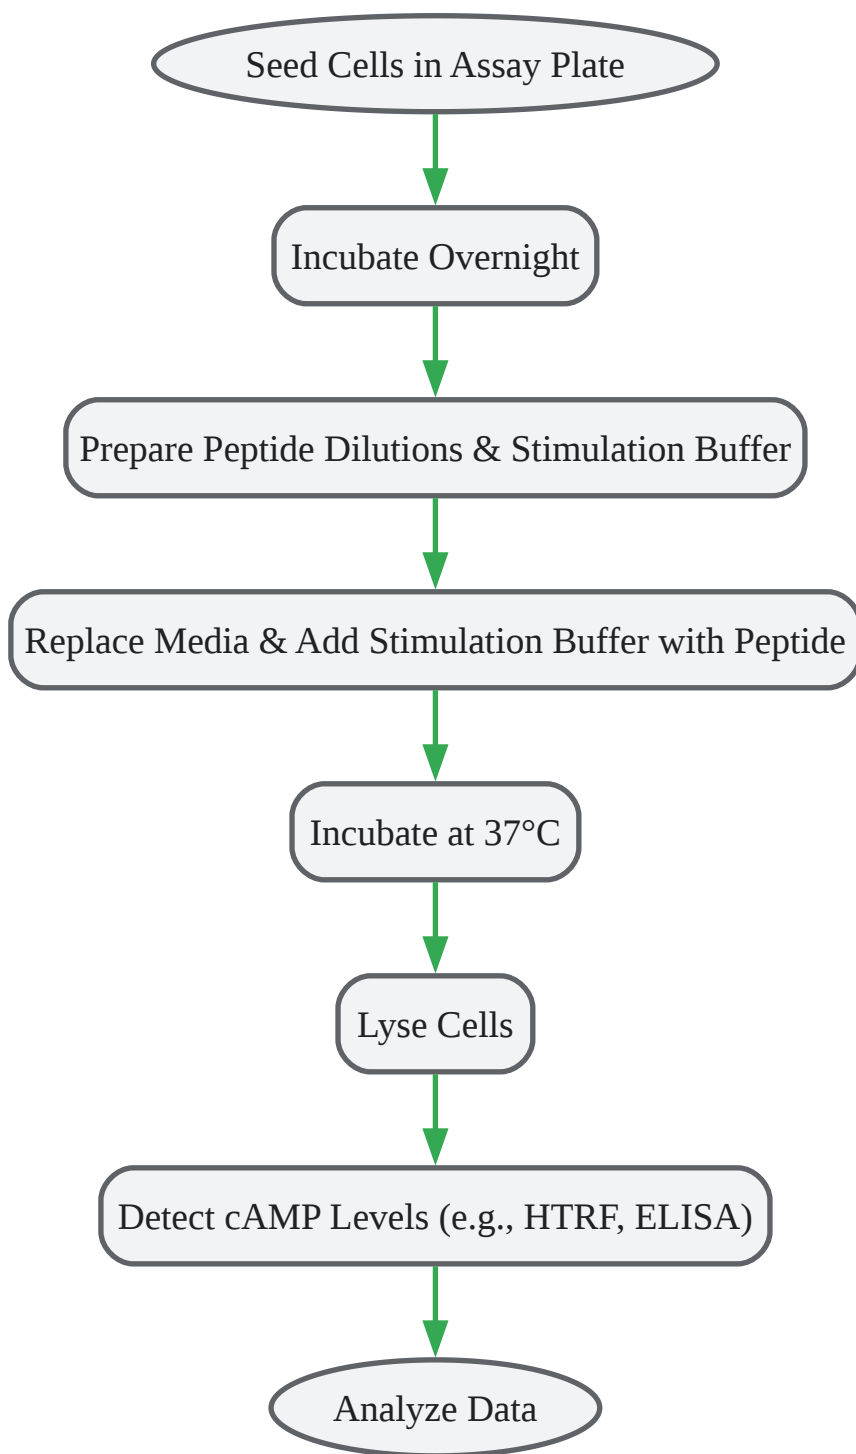 Seed Cells in Assay Plate
Incubate Overnight
Prepare Peptide Dilutions & Stimulation Buffer
Replace Media & Add Stimulation Buffer with Peptide
Incubate at 37°C
Lyse Cells
Detect cAMP Levels (e.g., HTRF, ELISA)
Analyze Data